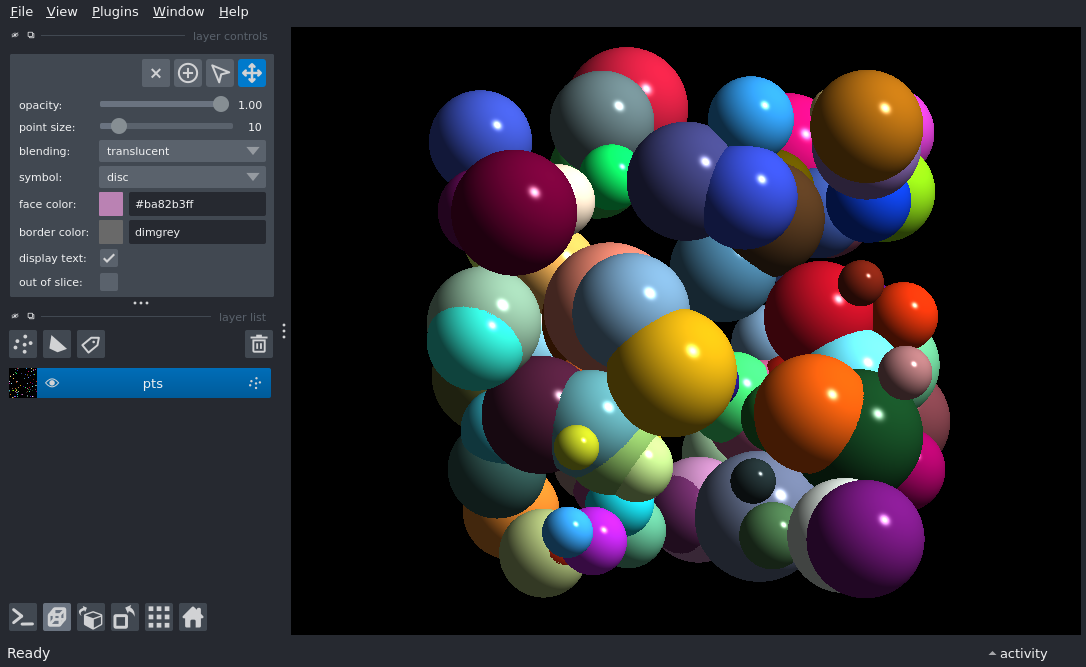 File View Plugins Window Help
layer controls
opacity: 1.00
point size: 10
blending: translucent
symbol: disc
face color: #ba82b3ff
border color: dimgrey
display text:
out of slice:
layer list
pts
Ready activity